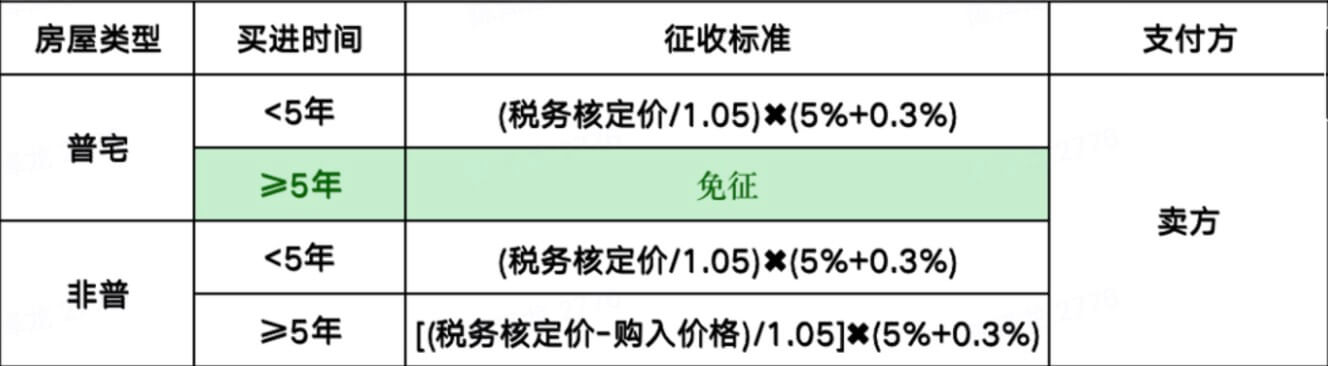 房屋类型 买进时间 征收标准 支付方
普宅 <5年 (税务核定价/1.05)✖(5%+0.3%) 卖方
≥5年 免征
非普 <5年 (税务核定价/1.05)✖(5%+0.3%)
≥5年 [(税务核定价-购入价格)/1.05]✖(5%+0.3%)